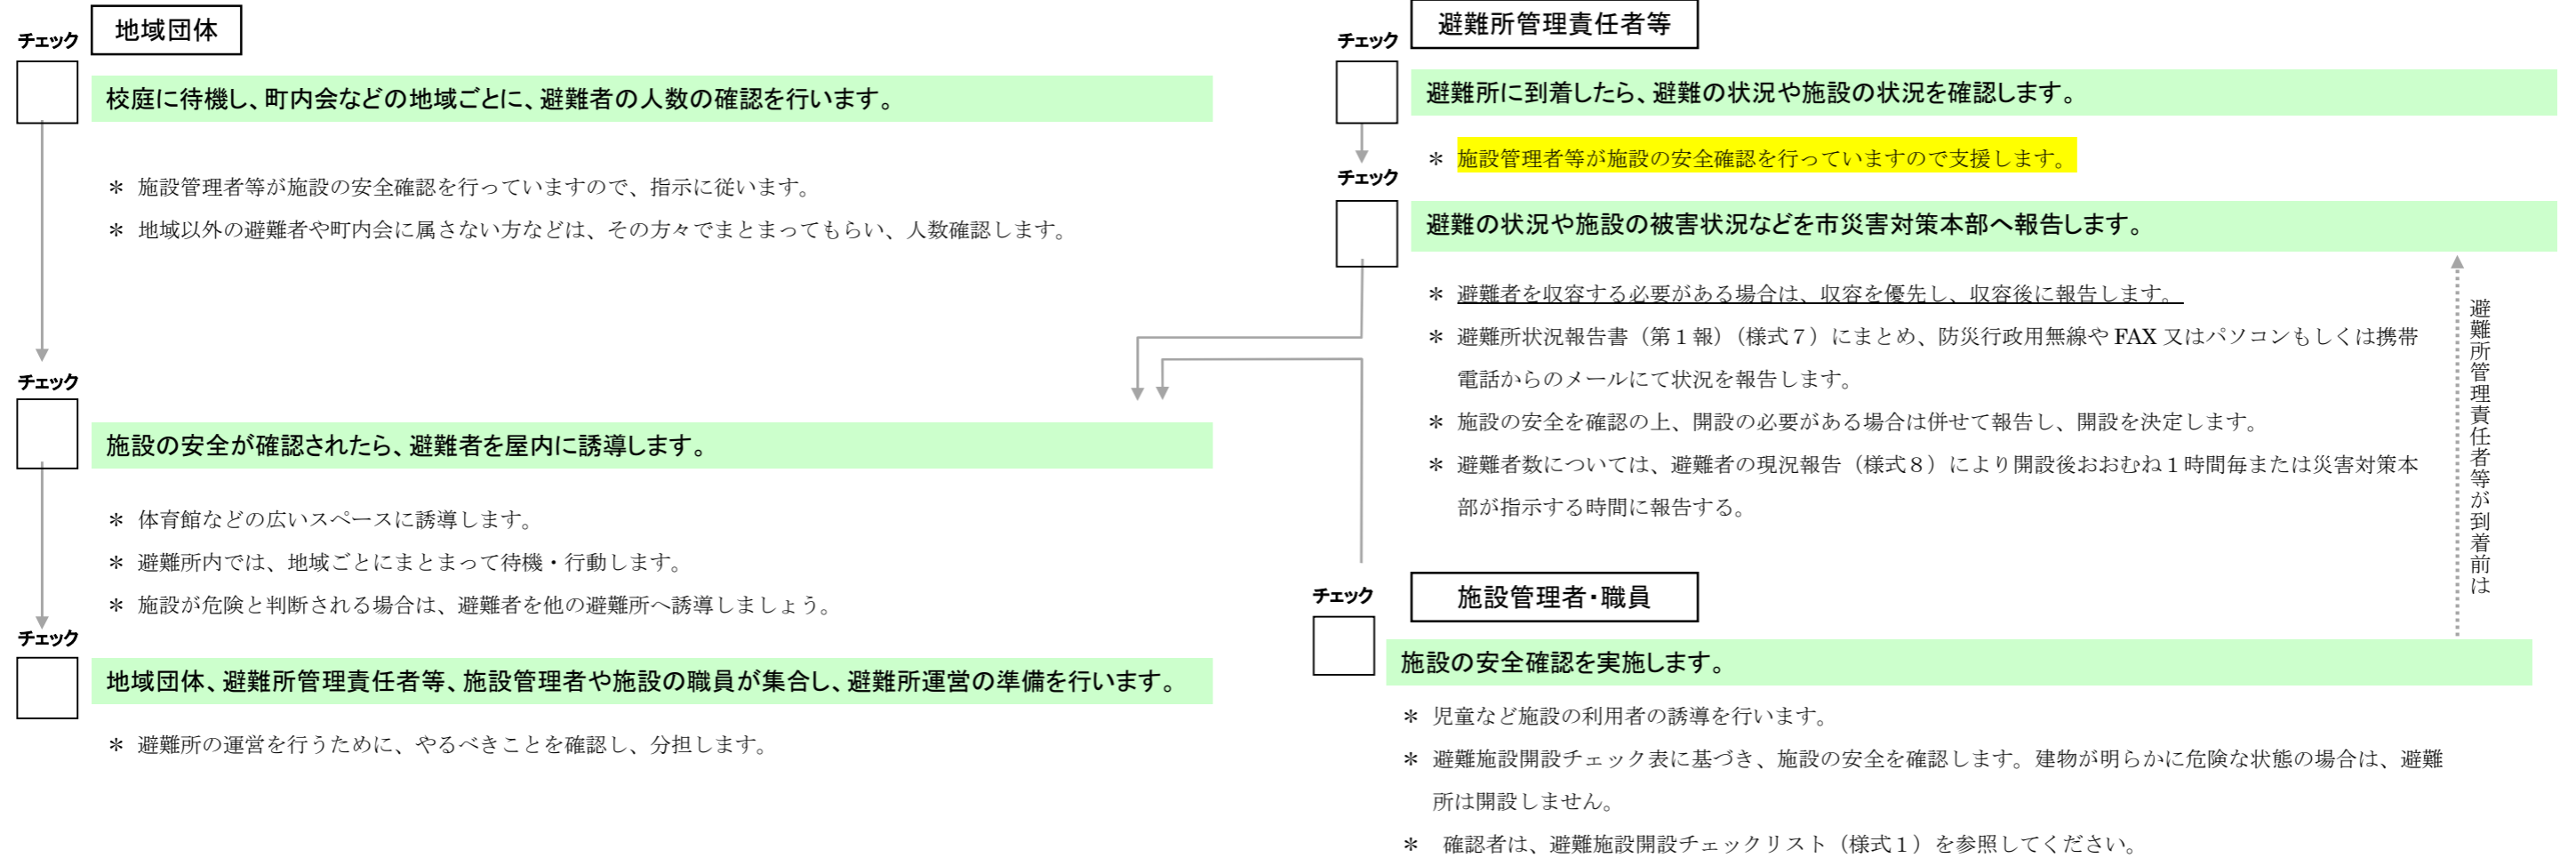 地域団体
チェック
校庭に待機し、町内会などの地域ごとに、避難者の人数の確認を行います。
＊ 施設管理者等が施設の安全確認を行っていますので、指示に従います。
＊ 地域以外の避難者や町内会に属さない方などは、その方々でまとまってもらい、人数確認します。
チェック
施設の安全が確認されたら、避難者を屋内に誘導します。
＊ 体育館などの広いスペースに誘導します。
＊ 避難所内では、地域ごとにまとまって待機・行動します。
＊ 施設が危険と判断される場合は、避難者を他の避難所へ誘導しましょう。
チェック
地域団体、避難所管理責任者等、施設管理者や施設の職員が集合し、避難所運営の準備を行います。
＊ 避難所の運営を行うために、やるべきことを確認し、分担します。
避難所管理責任者等
チェック
避難所に到着したら、避難の状況や施設の状況を確認します。
＊ 施設管理者等が施設の安全確認を行っていますので支援します。
チェック
避難の状況や施設の被害状況などを市災害対策本部へ報告します。
＊ 避難者を収容する必要がある場合は、収容を優先し、収容後に報告します。
＊ 避難所状況報告書（第１報）（様式７）にまとめ、防災行政用無線や FAX 又はパソコンもしくは携帯
電話からのメールにて状況を報告します。
＊ 施設の安全を確認の上、開設の必要がある場合は併せて報告し、開設を決定します。
＊ 避難者数については、避難者の現況報告（様式８）により開設後おおむね１時間毎または災害対策本
部が指示する時間に報告する。
避難所管理責任者等が到着前は
施設管理者・職員
チェック
施設の安全確認を実施します。
＊ 児童など施設の利用者の誘導を行います。
＊ 避難施設開設チェック表に基づき、施設の安全を確認します。建物が明らかに危険な状態の場合は、避難
所は開設しません。
＊ 確認者は、避難施設開設チェックリスト（様式１）を参照してください。